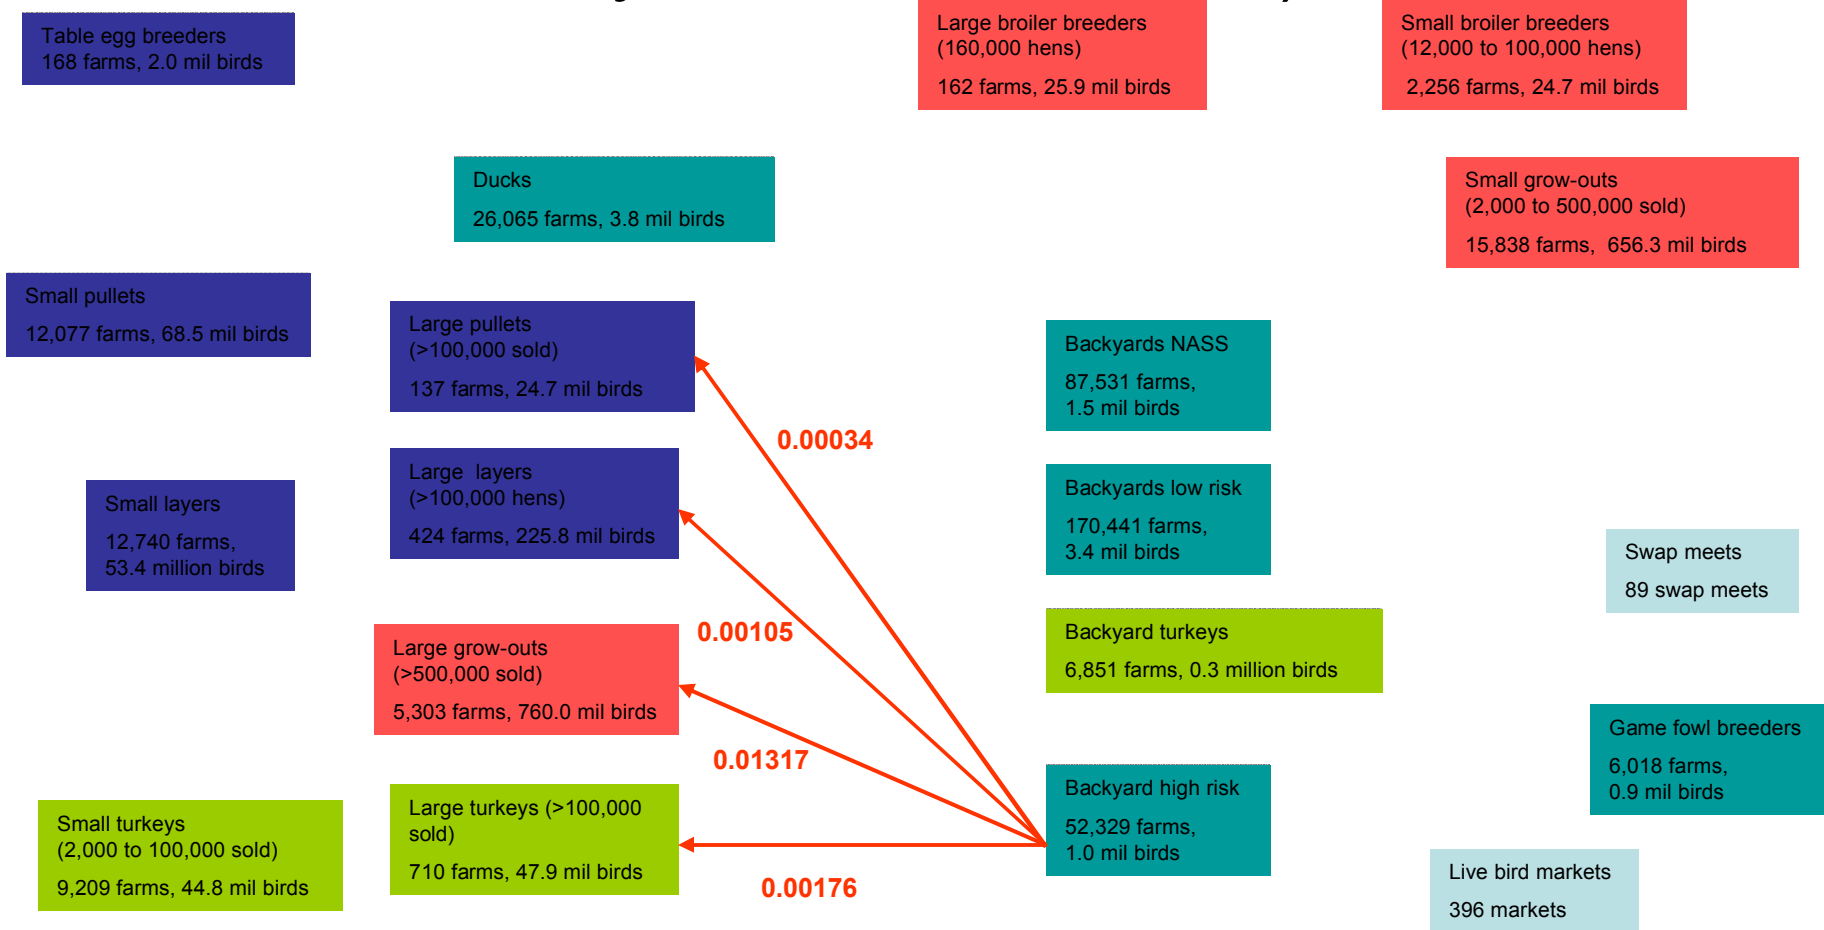 Table egg breeders
168 farms, 2.0 mil birds
Large broiler breeders
(160,000 hens)
162 farms, 25.9 mil birds
Small broiler breeders
(12,000 to 100,000 hens)
2,256 farms, 24.7 mil birds
Ducks
26,065 farms, 3.8 mil birds
Small grow-outs
(2,000 to 500,000 sold)
15,838 farms, 656.3 mil birds
Small pullets
12,077 farms, 68.5 mil birds
Large pullets
(>100,000 sold)
137 farms, 24.7 mil birds
Backyards NASS
87,531 farms,
1.5 mil birds
0.00034
Large layers
(>100,000 hens)
424 farms, 225.8 mil birds
Backyards low risk
170,441 farms,
3.4 mil birds
Small layers
12,740 farms,
53.4 million birds
Swap meets
89 swap meets
0.00105
Backyard turkeys
6,851 farms, 0.3 million birds
Large grow-outs
(>500,000 sold)
5,303 farms, 760.0 mil birds
Game fowl breeders
6,018 farms,
0.9 mil birds
0.01317
Backyard high risk
52,329 farms,
1.0 mil birds
Large turkeys (>100,000
sold)
710 farms, 47.9 mil birds
Small turkeys
(2,000 to 100,000 sold)
9,209 farms, 44.8 mil birds
0.00176
Live bird markets
396 markets